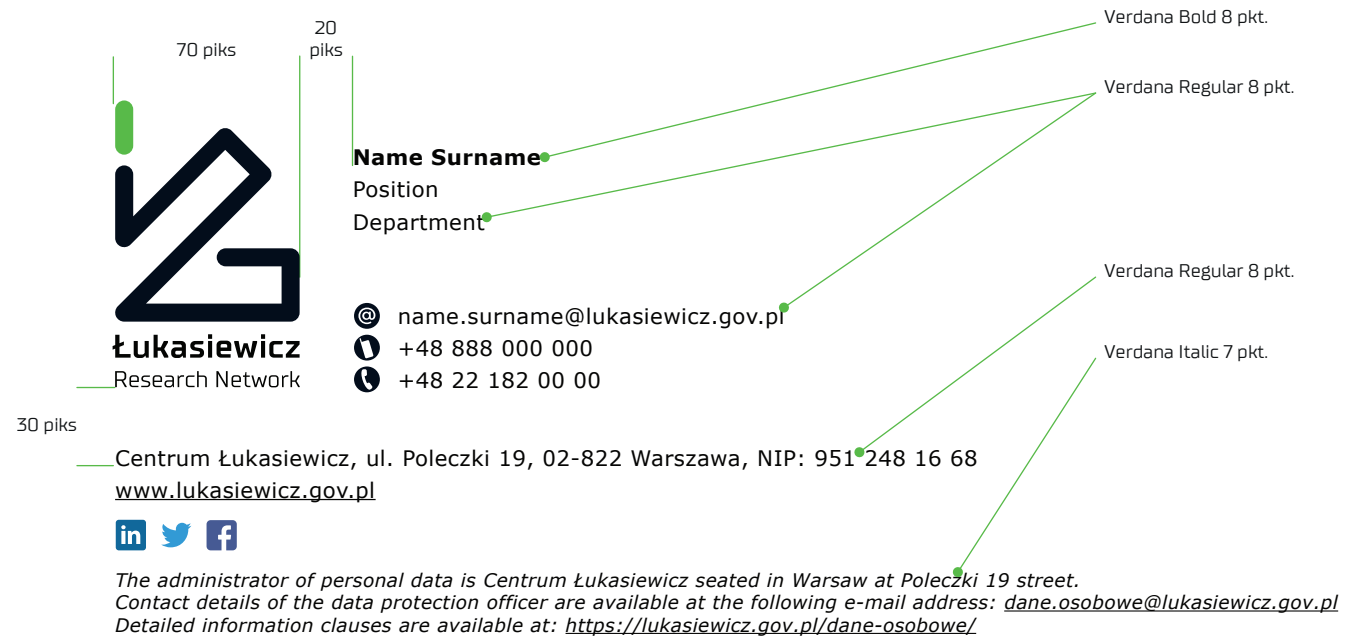 Verdana Bold 8 pkt.
20
piks
70 piks
Verdana Regular 8 pkt.
Name Surname
Position
Department
Verdana Regular 8 pkt.
@ name.surname@lukasiewicz.gov.pl
+48 888 000 000
+48 22 182 00 00
Łukasiewicz
Research Network
Verdana Italic 7 pkt.
30 piks
Centrum Łukasiewicz, ul. Poleczki 19, 02-822 Warszawa, NIP: 951 248 16 68
www.lukasiewicz.gov.pl
in f
The administrator of personal data is Centrum Łukasiewicz seated in Warsaw at Poleczki 19 street.
Contact details of the data protection officer are available at the following e-mail address: dane.osobowe@lukasiewicz.gov.pl
Detailed information clauses are available at: https://lukasiewicz.gov.pl/dane-osobowe/